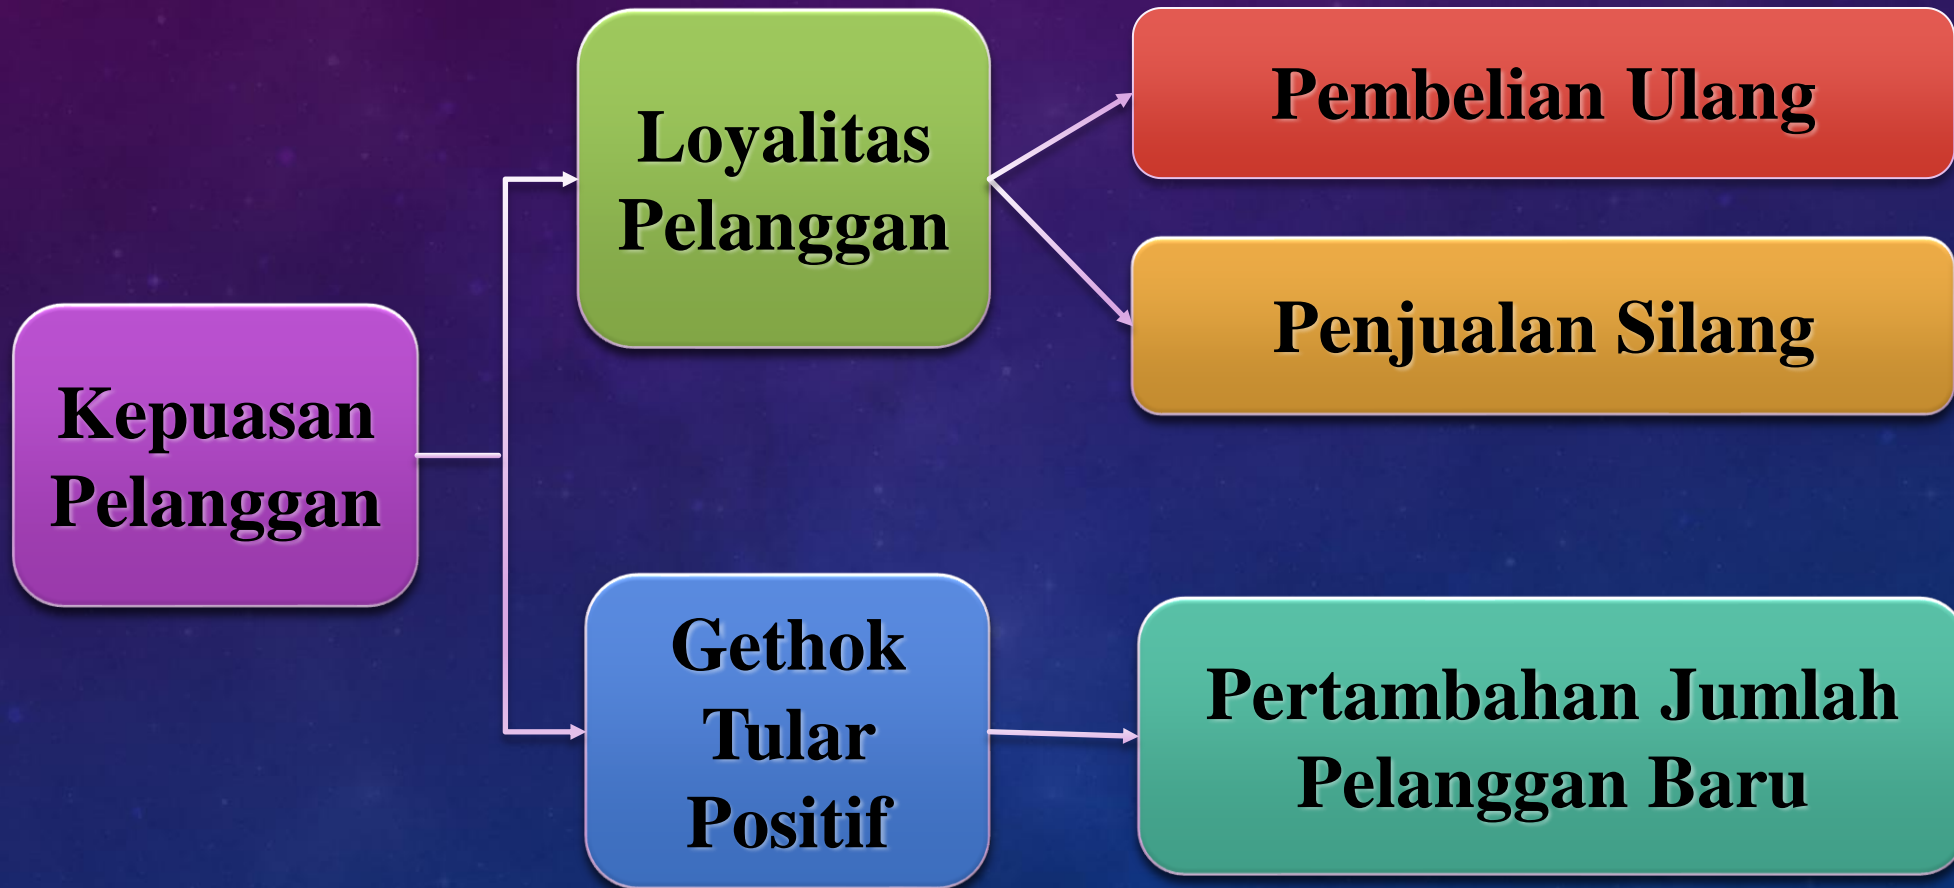 Kepuasan
Pelanggan
Loyalitas
Pelanggan
Pembelian Ulang
Penjualan Silang
Gethok
Tular
Positif
Pertambahan Jumlah
Pelanggan Baru